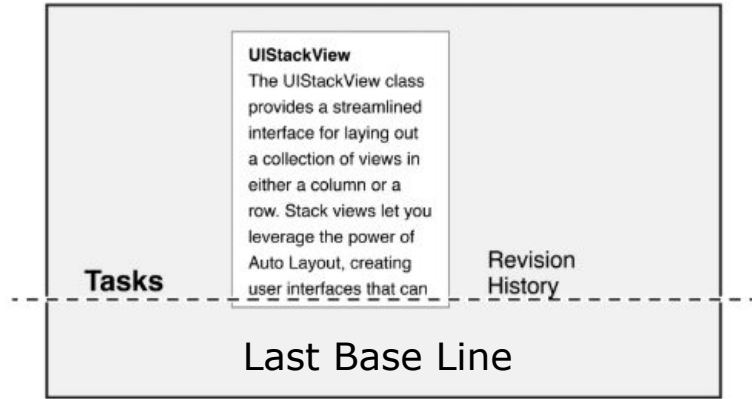 UIStackView
The UIStackView class
provides a streamlined
interface for laying out
a collection of views in
either a column or a
row. Stack views let you
leverage the power of
Auto Layout, creating
user interfaces that can
Tasks
Revision
History
Last Base Line